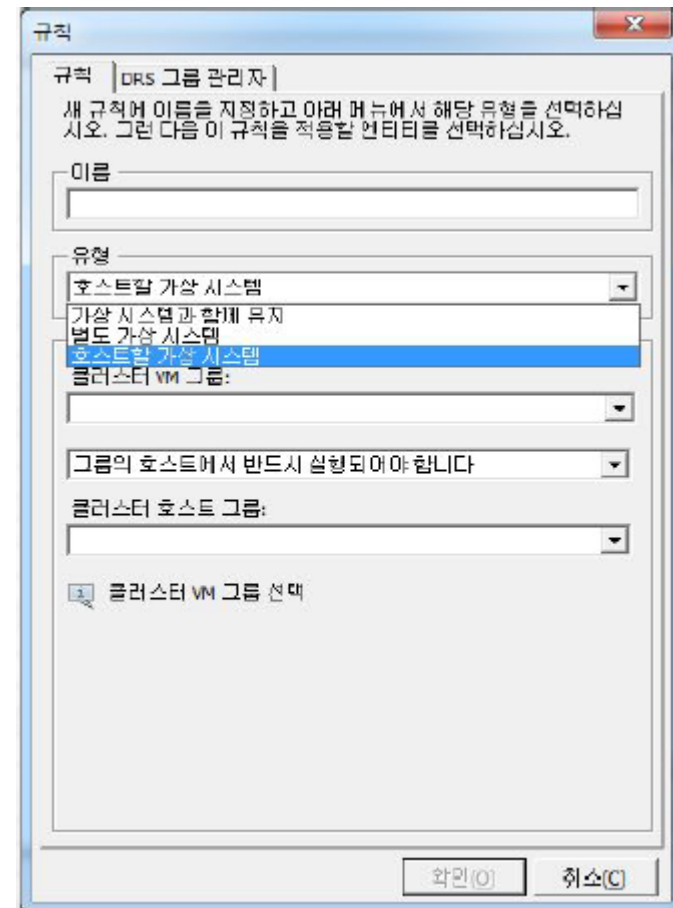 규칙
규칙
DRS 그룹 관리자
새 규칙에 이름을 지정하고 아래 메뉴에서 해당 유형을 선택하십
시오. 그런 다음 이 규칙을 적용할 엔티티를 선택하십시오.
이름
유형
호스트할 가상 시스템
가상 시스템과 함께 유지
별도 가상 시스템
호스트할 가상 시스템
클러스터 VM 그룹:
그룹의 호스트에서 반드시 실행되어야 합니다
클러스터 호스트 그룹:
클러스터 VM 그룹 선택
확인(O)
취소(C)